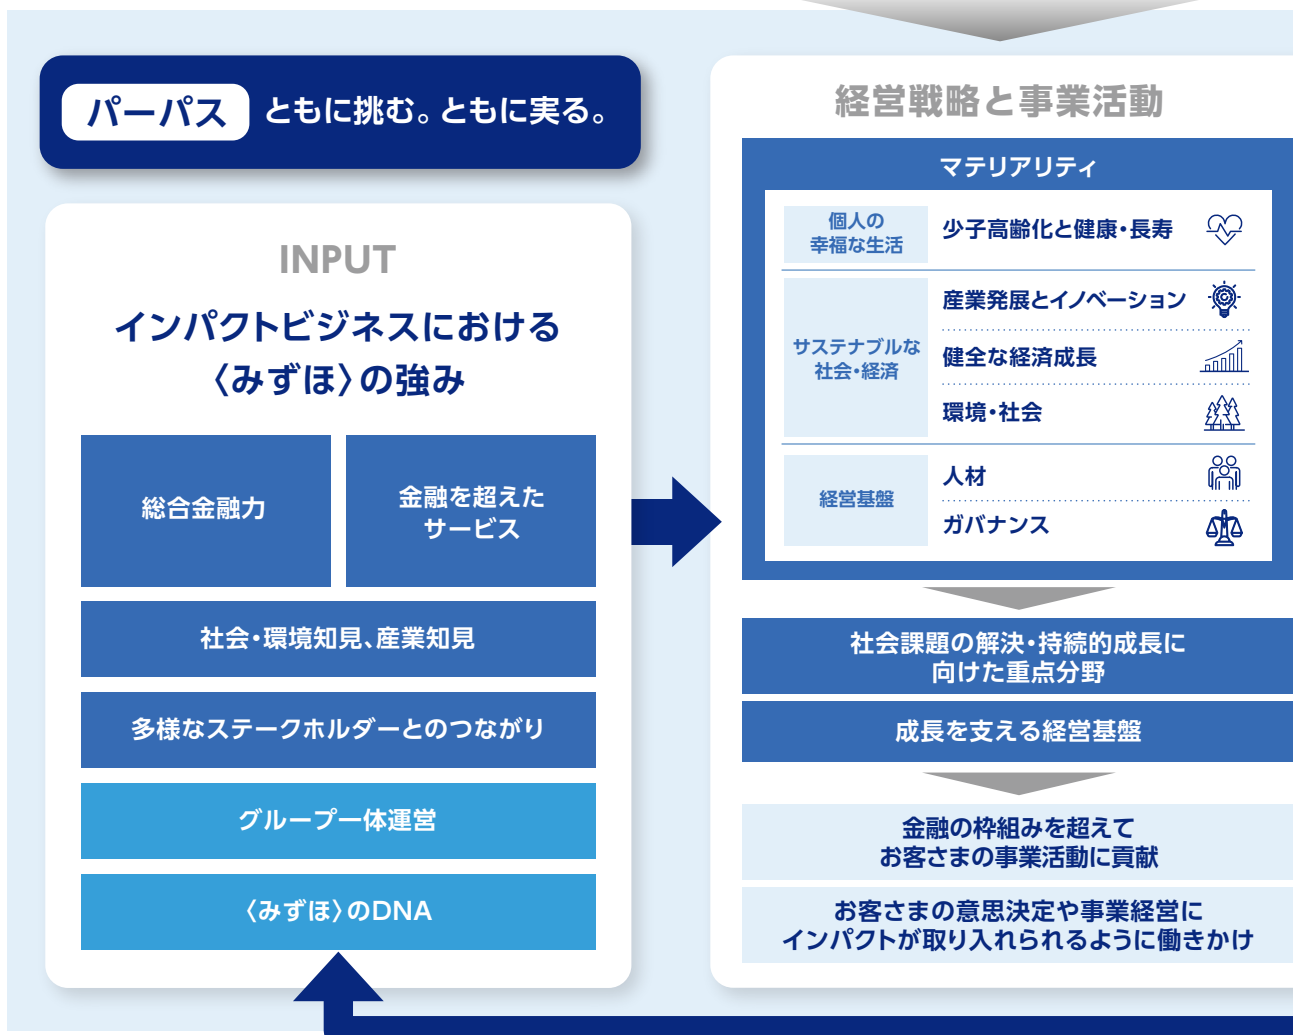 パーパス ともに挑む。ともに実る。
INPUT
インパクトビジネスにおける
〈みずほ〉の強み
総合金融力
金融を超えた
サービス
社会・環境知見、産業知見
多様なステークホルダーとのつながり
グループ一体運営
〈みずほ〉のDNA
経営戦略と事業活動
マテリアリティ
個人の
幸福な生活
少子高齢化と健康・長寿
サステナブルな
社会・経済
産業発展とイノベーション
健全な経済成長
環境・社会
経営基盤
人材
ガバナンス
社会課題の解決・持続的成長に
向けた重点分野
成長を支える経営基盤
金融の枠組みを超えて
お客さまの事業活動に貢献
お客さまの意思決定や事業経営に
インパクトが取り入れられるように働きかけ